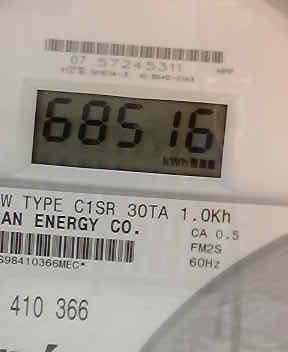 07 57245311
68516
kWh
W TYPE C1SR 30TA 1.0Kh
AN ENERGY CO.
CA 0.5
FM2S
60Hz
S98410366MEC*
410 366